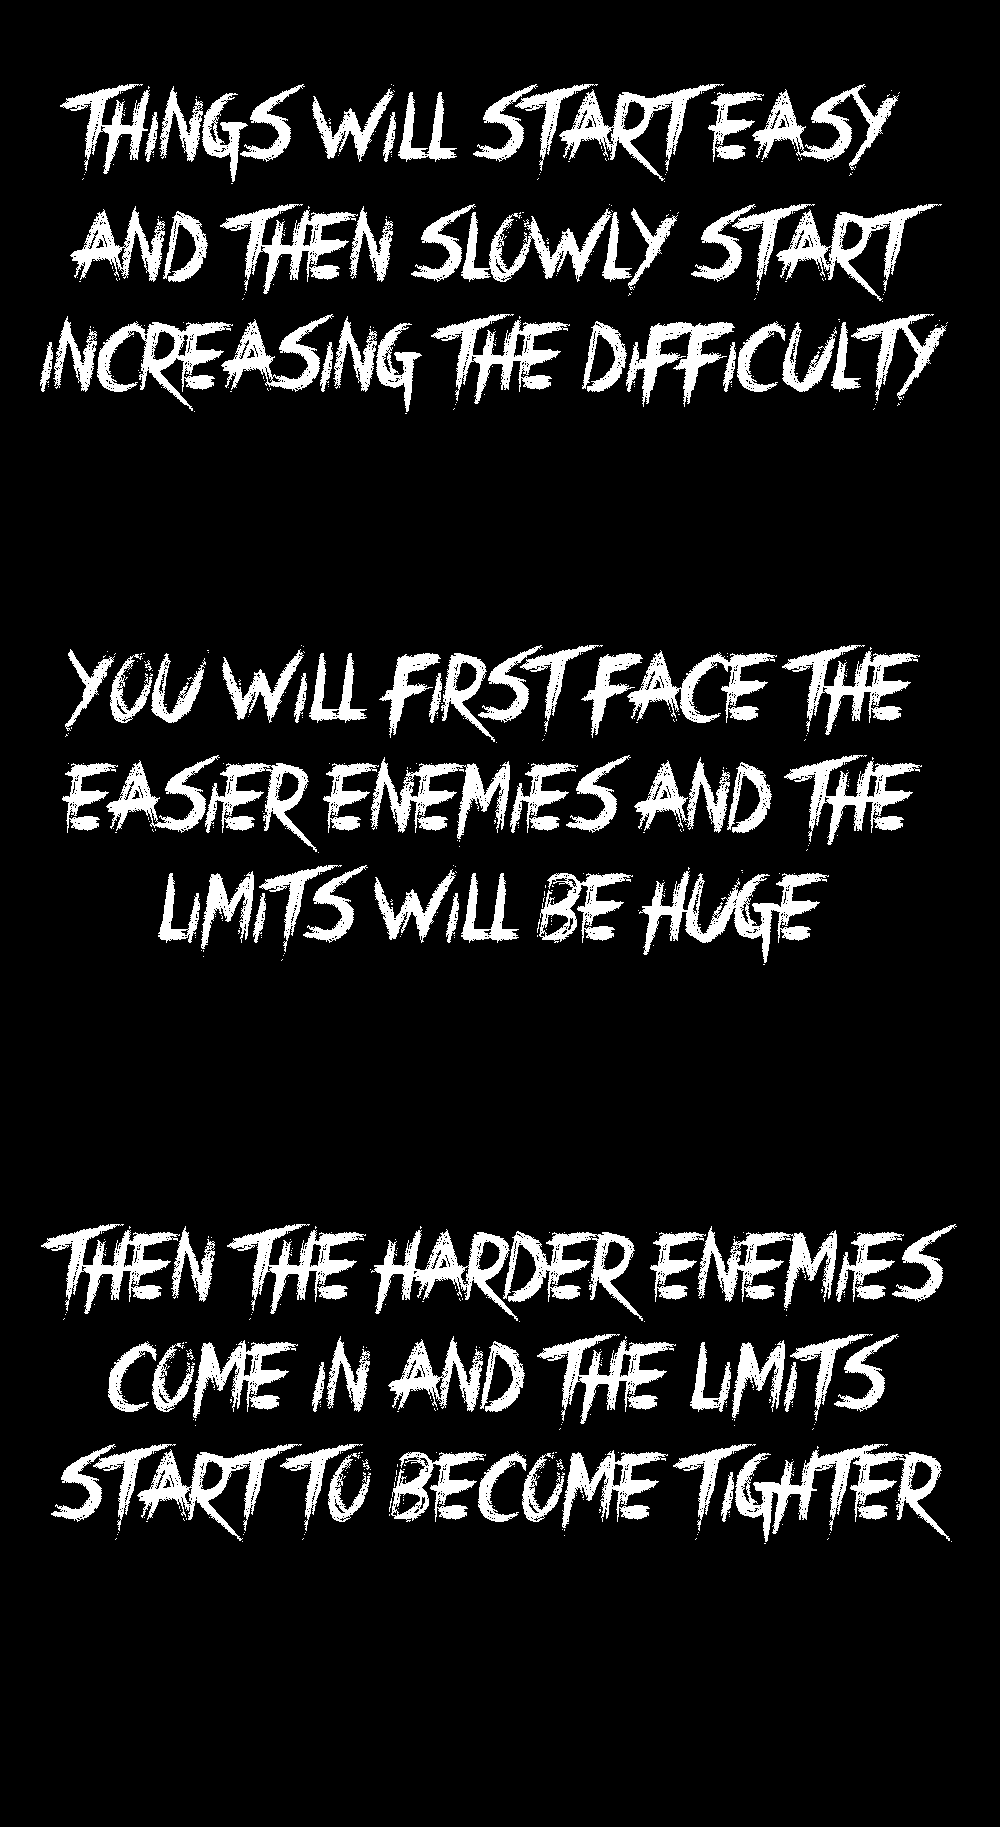 THINGS WILL START EASY
AND THEN SLOWLY START
INCREASING THE DIFFICULTY
YOU WILL FIRST FACE THE
EASIER ENEMIES AND THE
LIMITS WILL BE HUGE
THEN THE HARDER ENEMIES
COME IN AND THE LIMITS
START TO BECOME TIGHTER